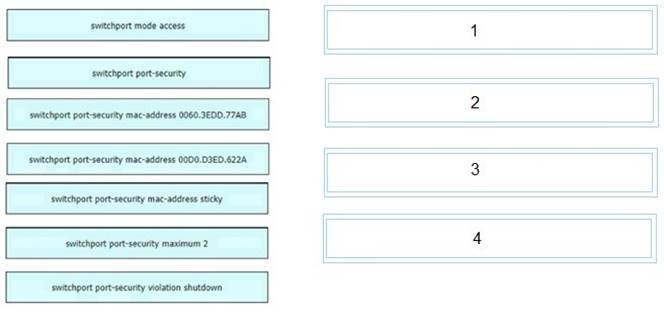 switchport mode access
switchport port-security
switchport port-security mac-address 0060.3EDD.77AB
switchport port-security mac-address 00D0.D3ED.622A
switchport port-security mac-address sticky
switchport port-security maximum 2
switchport port-security violation shutdown
1
2
3
4